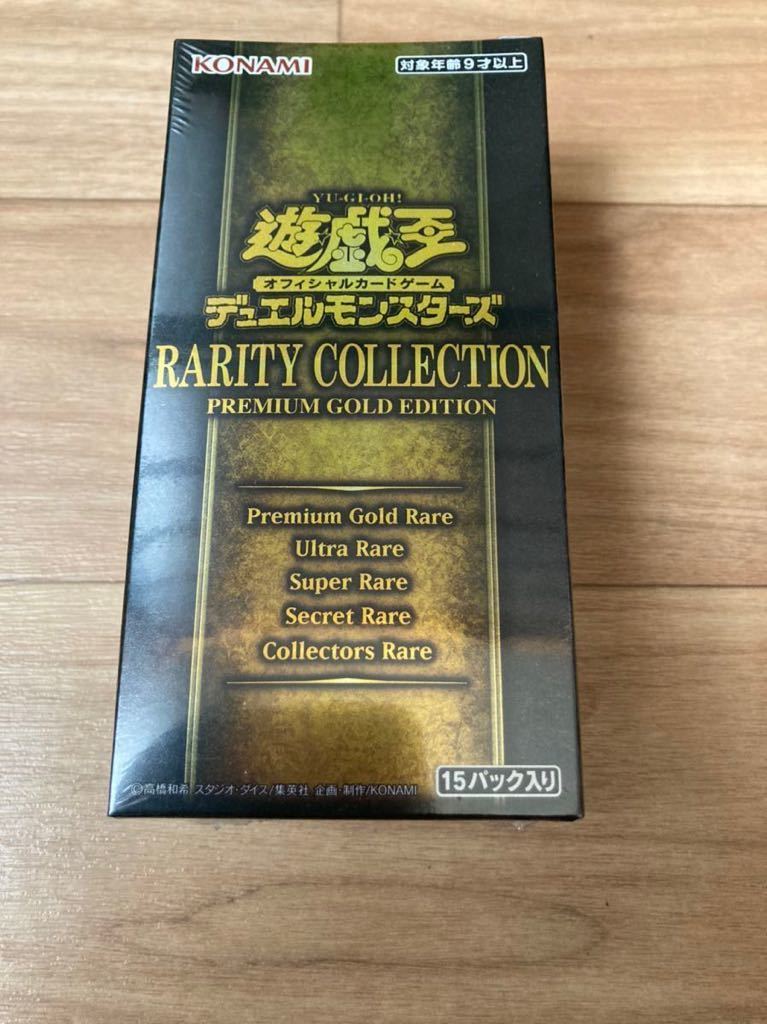 KONAMI
対象年齢9才以上
YU-GI-OH!
遊戯王
オフィシャルカードゲーム
デュエルモンスターズ
RARITY COLLECTION
PREMIUM GOLD EDITION
Premium Gold Rare
Ultra Rare
Super Rare
Secret Rare
Collectors Rare
©高橋和希 スタジオ・ダイス/集英社 企画・制作/KONAMI
15パック入り